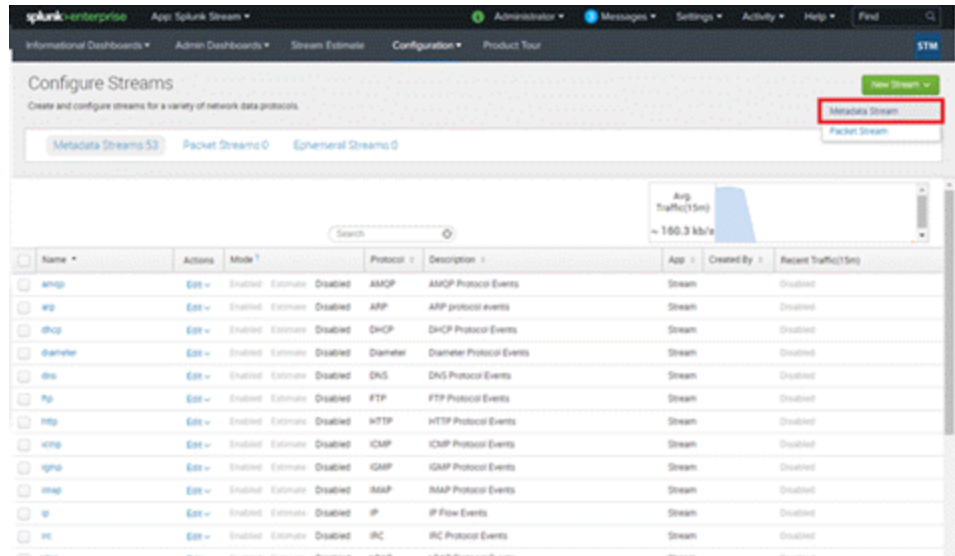 splunk>enterprise App: Splunk Stream Administrator 3 Messages Settings Activity Help Find
Informational Dashboards Admin Dashboards Stream Estimate Configuration Product Tour STM
Configure Streams New Stream
Create and configure streams for a variety of network data protocols.
Metadata Stream
Packet Stream
Metadata Streams 53 Packet Streams 0 Ephemeral Streams 0
Avg.
Traffic(15m)
~ 160.3 kb/s
Search
Name Actions Mode ? Protocol Description App Created By Recent Traffic(15m)
amqp Edit Enabled Estimate Disabled AMQP AMQP Protocol Events Stream Disabled
arp Edit Enabled Estimate Disabled ARP ARP protocol events Stream Disabled
dhcp Edit Enabled Estimate Disabled DHCP DHCP Protocol Events Stream Disabled
diameter Edit Enabled Estimate Disabled Diameter Diameter Protocol Events Stream Disabled
dns Edit Enabled Estimate Disabled DNS DNS Protocol Events Stream Disabled
ftp Edit Enabled Estimate Disabled FTP FTP Protocol Events Stream Disabled
http Edit Enabled Estimate Disabled HTTP HTTP Protocol Events Stream Disabled
icmp Edit Enabled Estimate Disabled ICMP ICMP Protocol Events Stream Disabled
igmp Edit Enabled Estimate Disabled IGMP IGMP Protocol Events Stream Disabled
imap Edit Enabled Estimate Disabled IMAP IMAP Protocol Events Stream Disabled
ip Edit Enabled Estimate Disabled IP IP Flow Events Stream Disabled
irc Edit Enabled Estimate Disabled IRC IRC Protocol Events Stream Disabled